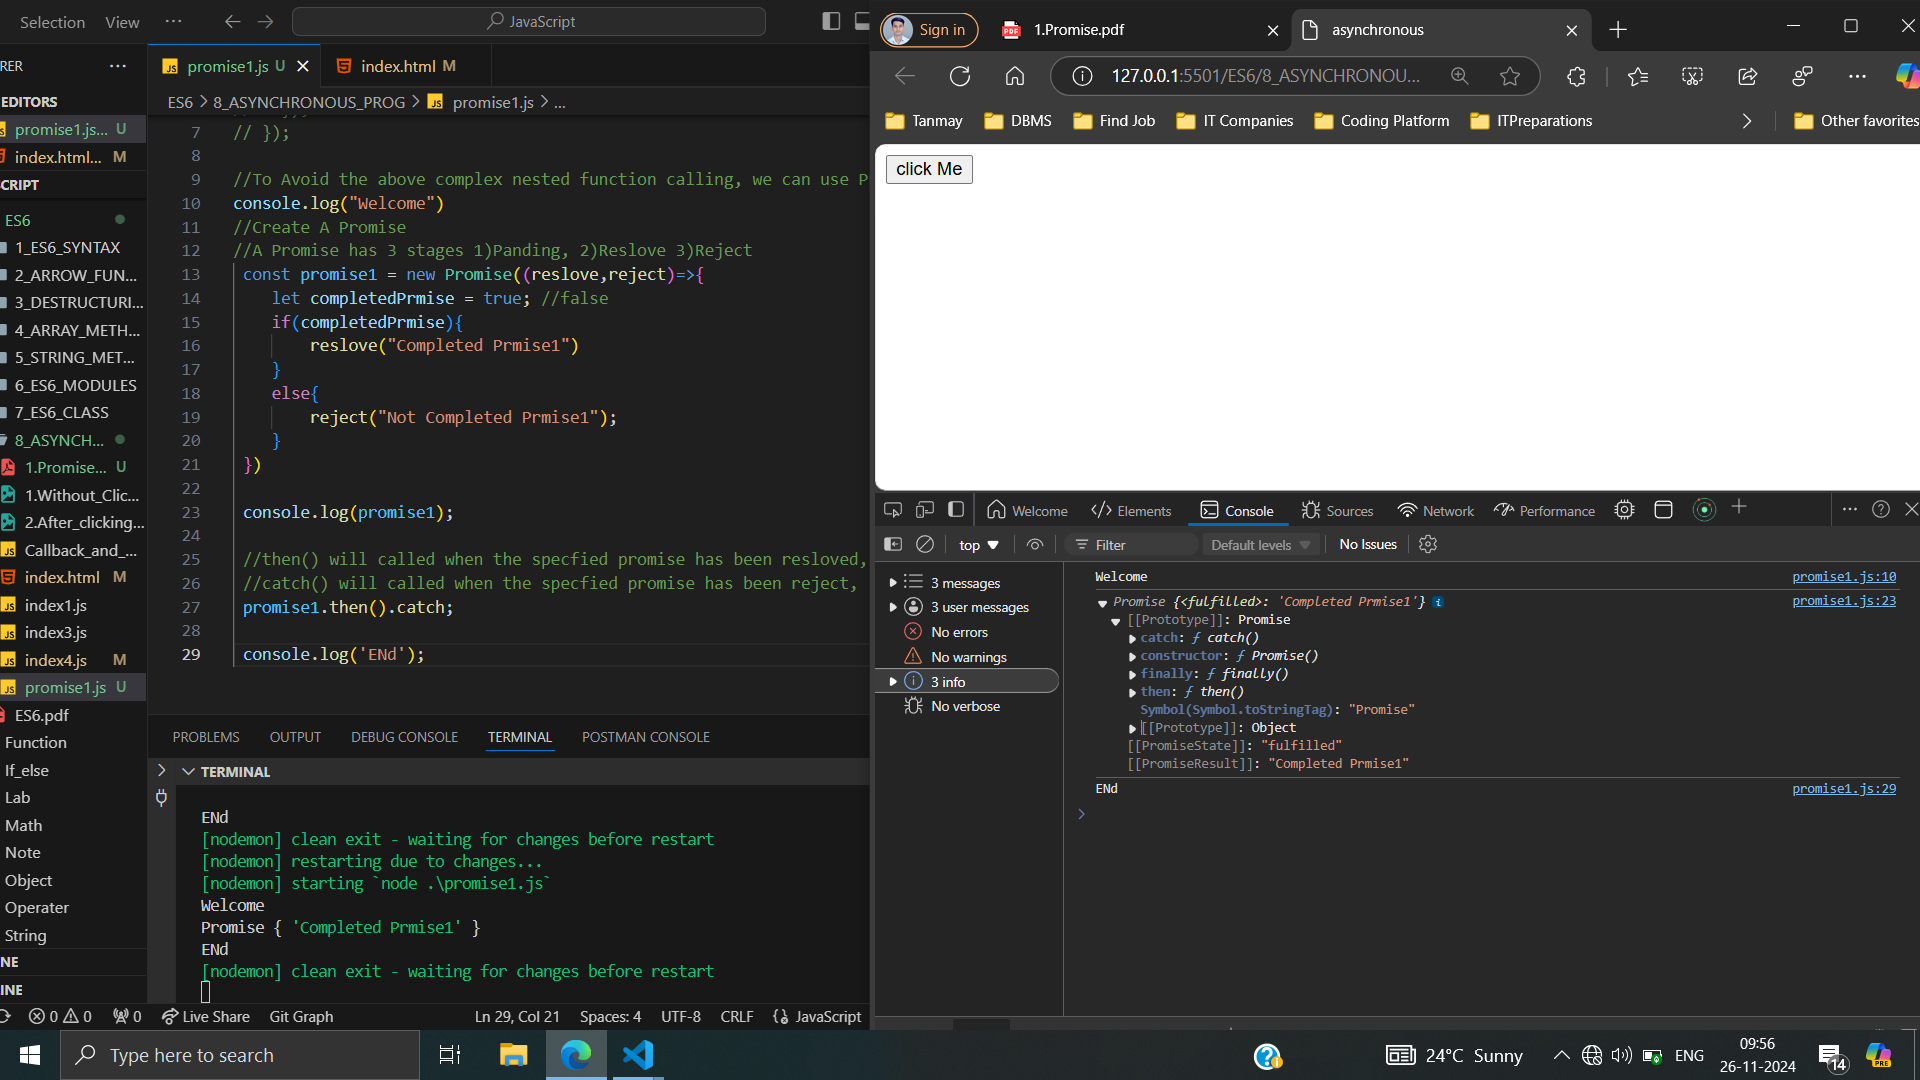 Selection View ··· JavaScript
RER ···
EDITORS
promise1.js... U
index.html... M
CRIPT
ES6
1_ES6_SYNTAX
2_ARROW_FUN...
3_DESTRUCTURI...
4_ARRAY_METH...
5_STRING_MET...
6_ES6_MODULES
7_ES6_CLASS
8_ASYNCH...
1.Promise... U
1.Without_Clic...
2.After_clicking...
Callback_and_...
index.html M
index1.js
index3.js
index4.js M
promise1.js U
ES6.pdf
Function
If_else
Lab
Math
Note
Object
Operater
String
NE
INE
promise1.js U index.html M
ES6 > 8_ASYNCHRONOUS_PROG > promise1.js > ...
7 // });
8
9 //To Avoid the above complex nested function calling, we can use P
10 console.log("Welcome")
11 //Create A Promise
12 //A Promise has 3 stages 1)Panding, 2)Reslove 3)Reject
13 const promise1 = new Promise((reslove,reject)=>{
14 let completedPrmise = true; //false
15 if(completedPrmise){
16 reslove("Completed Prmise1")
17 }
18 else{
19 reject("Not Completed Prmise1");
20 }
21 })
22
23 console.log(promise1);
24
25 //then() will called when the specfied promise has been resloved,
26 //catch() will called when the specfied promise has been reject,
27 promise1.then().catch;
28
29 console.log('ENd');
PROBLEMS OUTPUT DEBUG CONSOLE TERMINAL POSTMAN CONSOLE
TERMINAL
ENd
[nodemon] clean exit - waiting for changes before restart
[nodemon] restarting due to changes...
[nodemon] starting `node .\promise1.js`
Welcome
Promise { 'Completed Prmise1' }
ENd
[nodemon] clean exit - waiting for changes before restart
0 0 0 Live Share Git Graph Ln 29, Col 21 Spaces: 4 UTF-8 CRLF {} JavaScript
Sign in PDF 1.Promise.pdf asynchronous
127.0.0.1:5501/ES6/8_ASYNCHRONOU...
Tanmay DBMS Find Job IT Companies Coding Platform ITPreparations Other favorites
click Me
Welcome Elements Console Sources Network Performance
top Filter Default levels No Issues
3 messages
3 user messages
No errors
No warnings
3 info
No verbose
Welcome promise1.js:10
Promise {<fulfilled>: 'Completed Prmise1'} i promise1.js:23
[[Prototype]]: Promise
catch: ƒ catch()
constructor: ƒ Promise()
finally: ƒ finally()
then: ƒ then()
Symbol(Symbol.toStringTag): "Promise"
[[Prototype]]: Object
[[PromiseState]]: "fulfilled"
[[PromiseResult]]: "Completed Prmise1"
ENd promise1.js:29
Type here to search 24°C Sunny ENG 09:56
26-11-2024 14 PRE